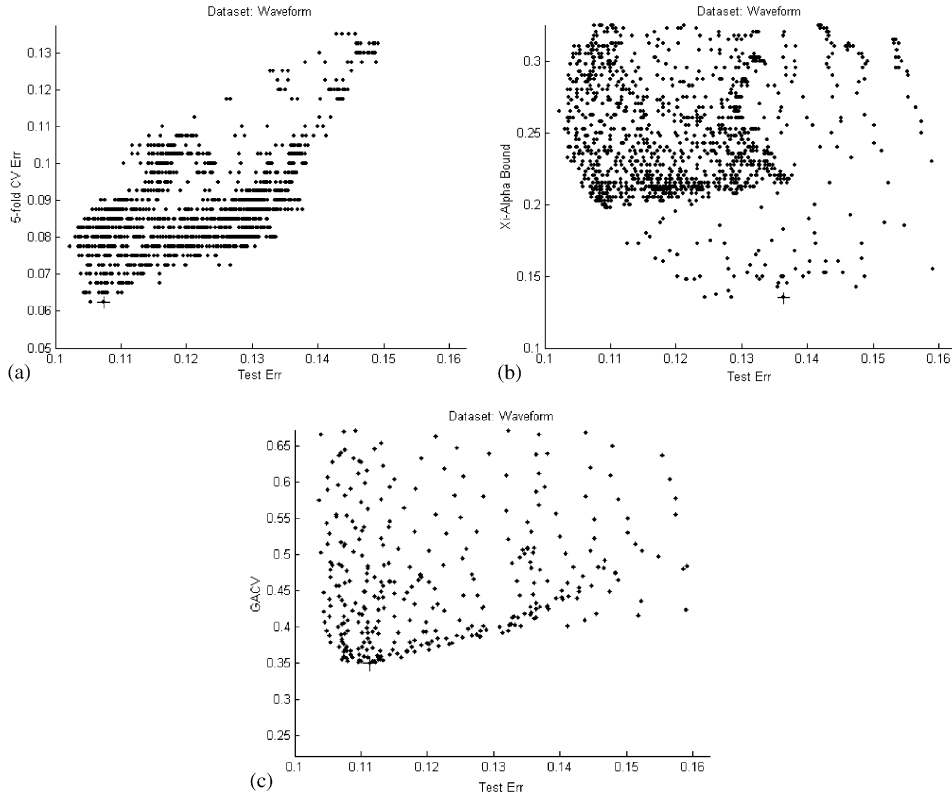 Dataset: Waveform
5-fold CV Err
0.13
0.12
0.11
0.1
0.09
0.08
0.07
0.06
0.05
0.1 0.11 0.12 0.13 0.14 0.15 0.16
Test Err
(a)
Dataset: Waveform
Xi-Alpha Bound
0.3
0.25
0.2
0.15
0.1
0.1 0.11 0.12 0.13 0.14 0.15 0.16
Test Err
(b)
Dataset: Waveform
GACV
0.65
0.6
0.55
0.5
0.45
0.4
0.35
0.3
0.25
0.1 0.11 0.12 0.13 0.14 0.15 0.16
Test Err
(c)